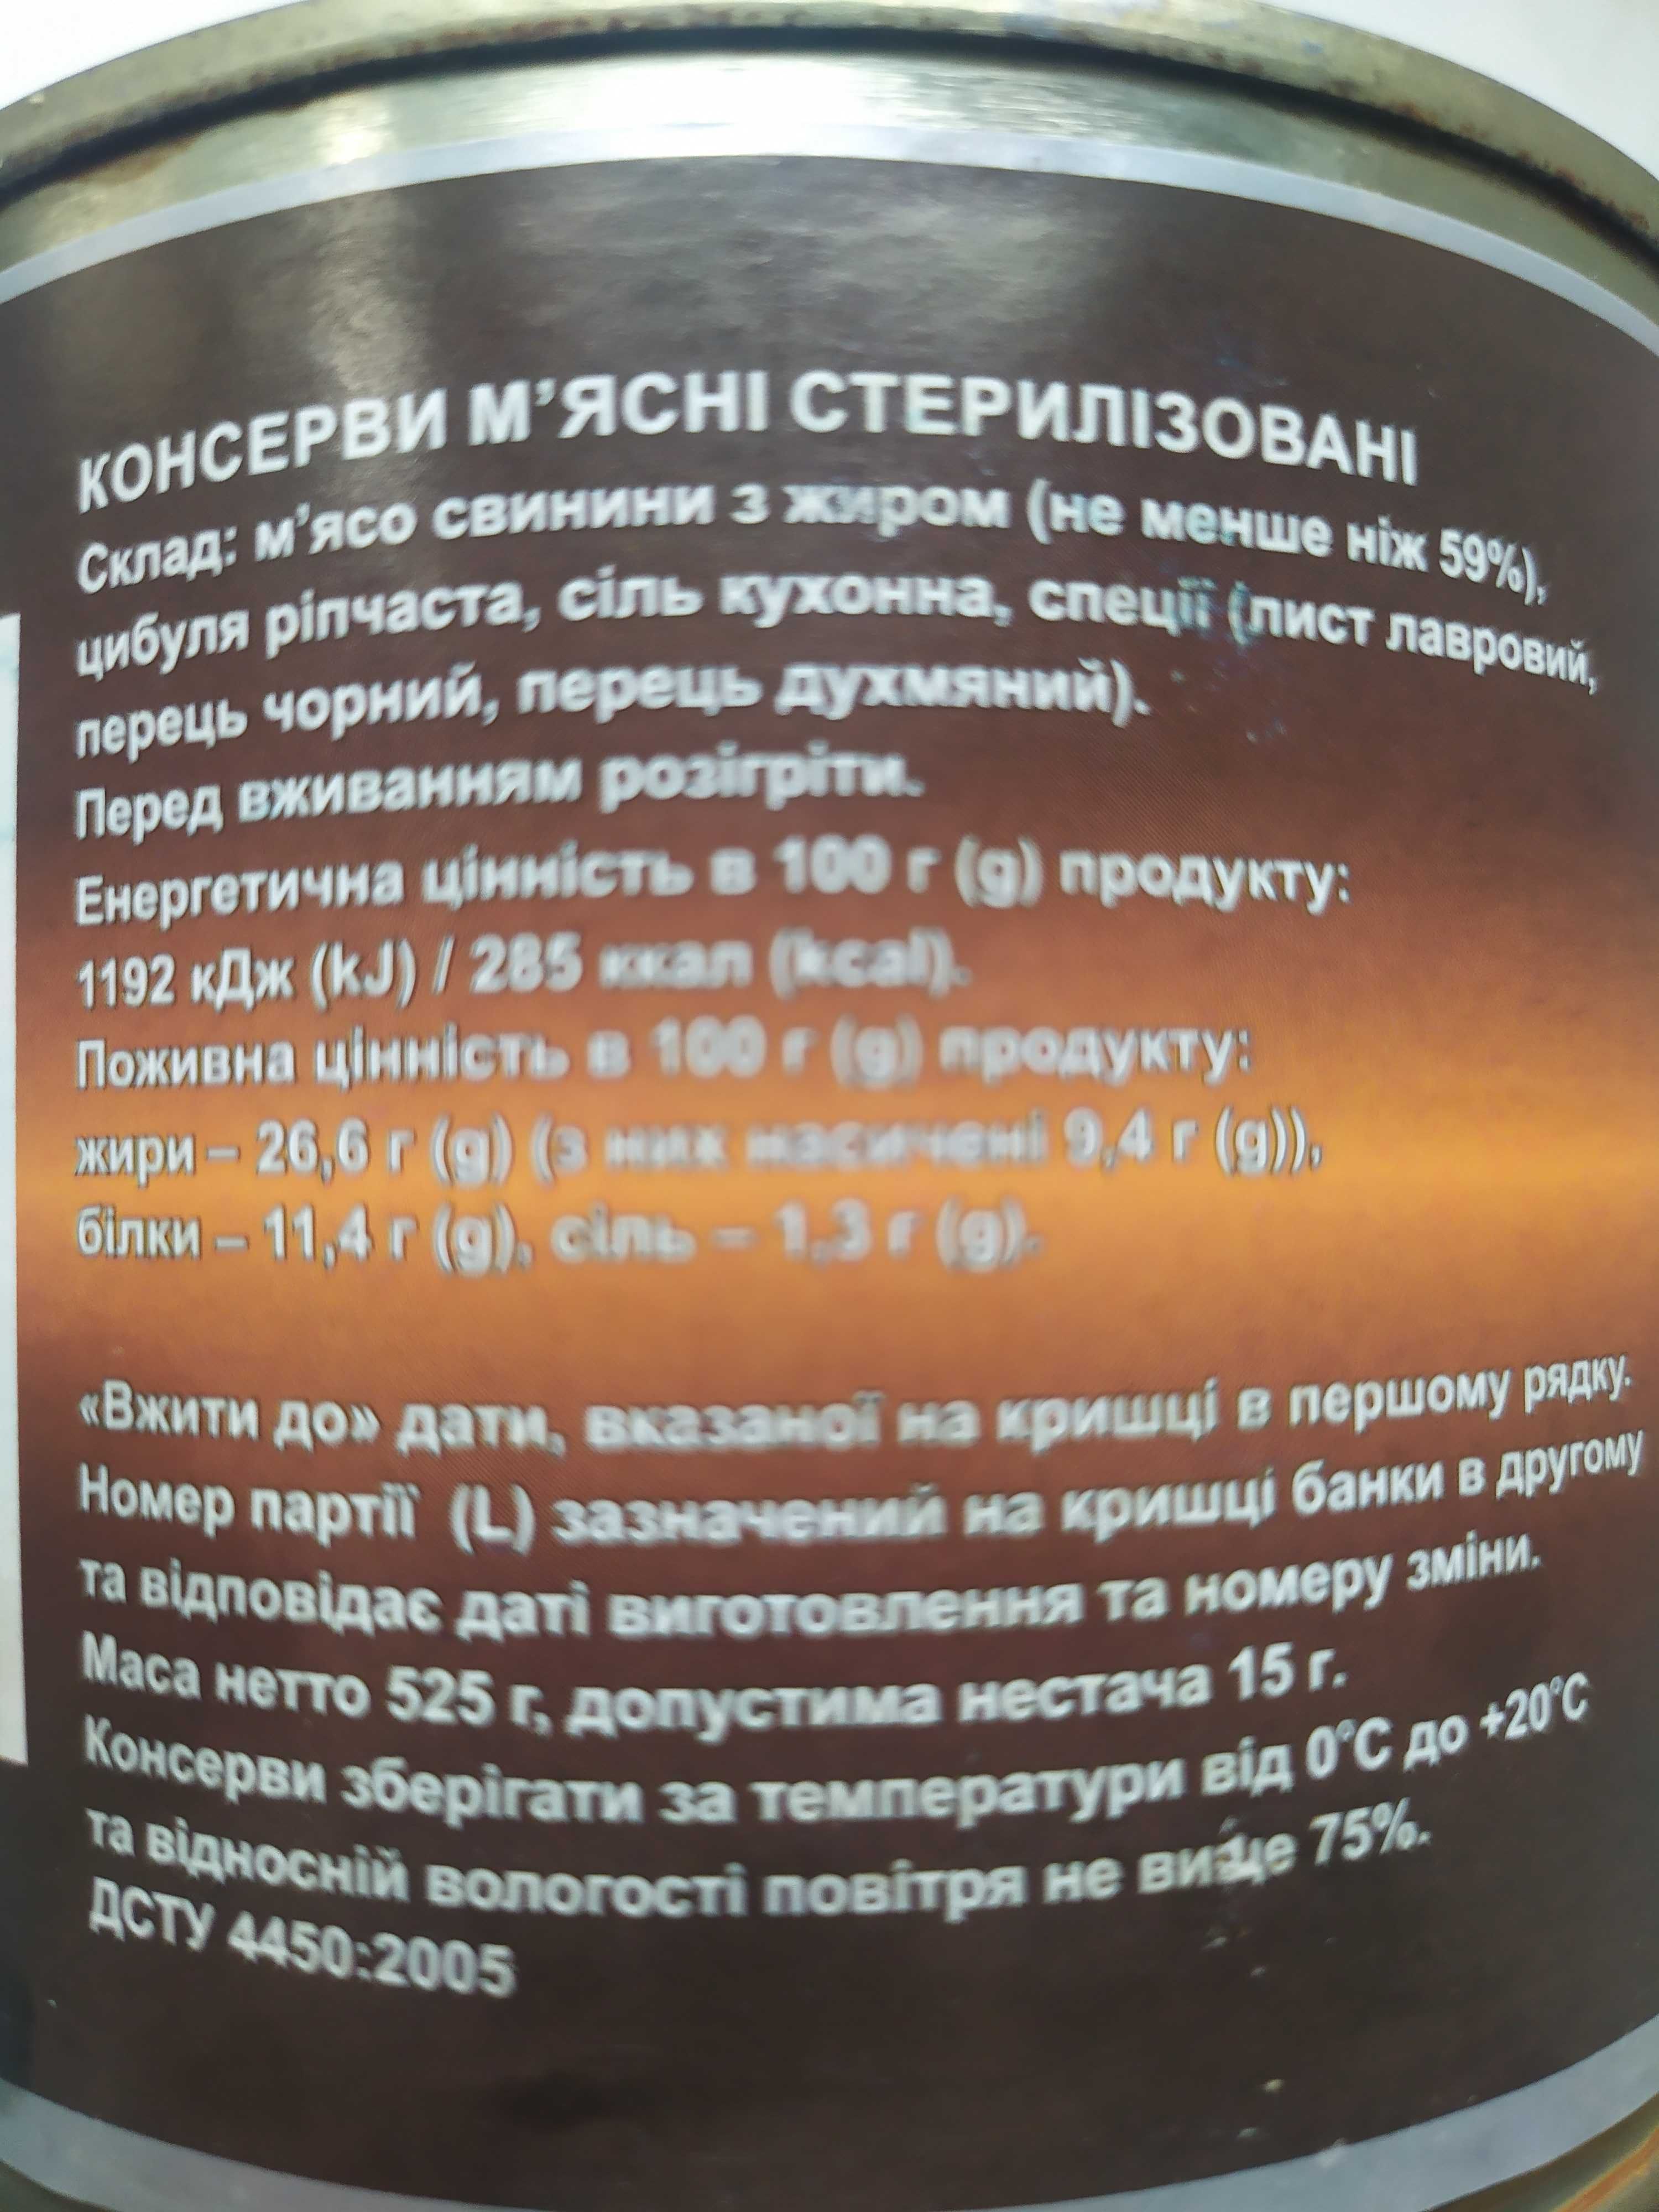 КОНСЕРВИ М'ЯСНІ СТЕРИЛІЗОВАНІ
Склад: м'ясо свинини з жиром (не менше ніж 59%),
цибуля ріпчаста, сіль кухонна, спеції (лист лавровий,
перець чорний, перець духмяний).
Перед вживанням розігріти.
Енергетична цінність в 100 г (g) продукту:
1192 кДж (kJ) / 285 ккал (kcal).
Поживна цінність в 100 г (g) продукту:
жири – 26,6 г (g) (з них насичені 9,4 г (g)),
білки – 11,4 г (g), сіль – 1,3 г (g).
«Вжити до» дати, вказаної на кришці в першому рядку.
Номер партії (L) зазначений на кришці банки в другому
та відповідає даті виготовлення та номеру зміни.
Маса нетто 525 г, допустима нестача 15 г.
Консерви зберігати за температури від 0°С до +20°С
та відносній вологості повітря не вище 75%.
ДСТУ 4450:2005